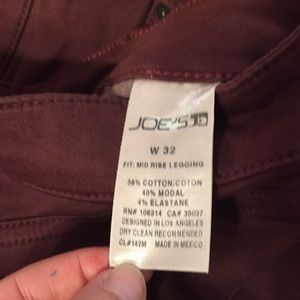 JOE'S
W 32
FIT: MID RISE LEGGING
56% COTTON/COTON
40% MODAL
4% ELASTANE
RN# 106214 CA# 35037
DESIGNED IN LOS ANGELES
DRY CLEAN RECOMMENDED
CL#142M MADE IN MEXICO